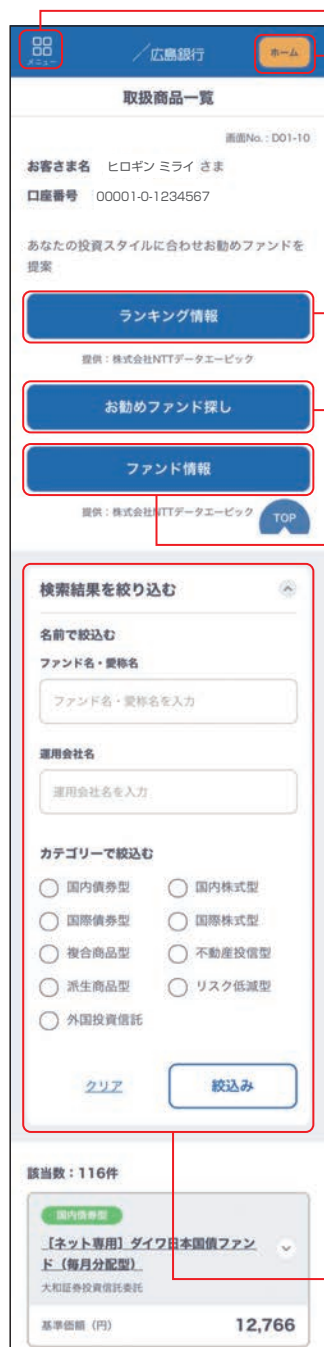 メニュー
広島銀行
ホーム
取扱商品一覧
画面No.：D01-10
お客さま名 ヒロギン ミライ さま
口座番号 00001-0-1234567
あなたの投資スタイルに合わせお勧めファンドを
提案
ランキング情報
提供：株式会社NTTデータエービック
お勧めファンド探し
ファンド情報
提供：株式会社NTTデータエービック
TOP
検索結果を絞り込む
名前で絞込む
ファンド名・愛称名
ファンド名・愛称名を入力
運用会社名
運用会社名を入力
カテゴリーで絞込む
国内債券型 国内株式型
国際債券型 国際株式型
複合商品型 不動産投信型
派生商品型 リスク低減型
外国投資信託
クリア 絞込み
該当数：116件
国内債券型
［ネット専用］ダイワ日本国債ファン
ド（毎月分配型）
大和証券投資信託委託
基準価額（円） 12,766